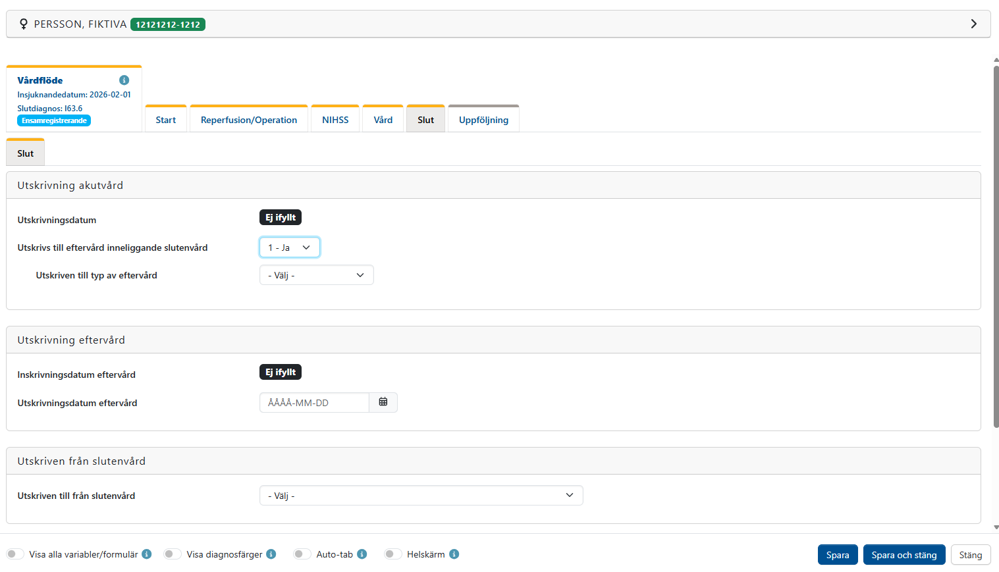 PERSSON, FIKTIVA 12121212-1212
Vårdflöde
Insjuknandedatum: 2026-02-01
Slutdiagnos: I63.6
Ensamregistrerande
Start
Reperfusion/Operation
NIHSS
Vård
Slut
Uppföljning
Slut
Utskrivning akutvård
Utskrivningsdatum
Ej ifyllt
Utskrivs till eftervård inneliggande slutenvård
1 - Ja
Utskriven till typ av eftervård
- Välj -
Utskrivning eftervård
Inskrivningsdatum eftervård
Ej ifyllt
Utskrivningsdatum eftervård
ÅÅÅÅ-MM-DD
Utskriven från slutenvård
Utskriven till från slutenvård
- Välj -
Visa alla variabler/formulär
Visa diagnosfärger
Auto-tab
Helskärm
Spara
Spara och stäng
Stäng